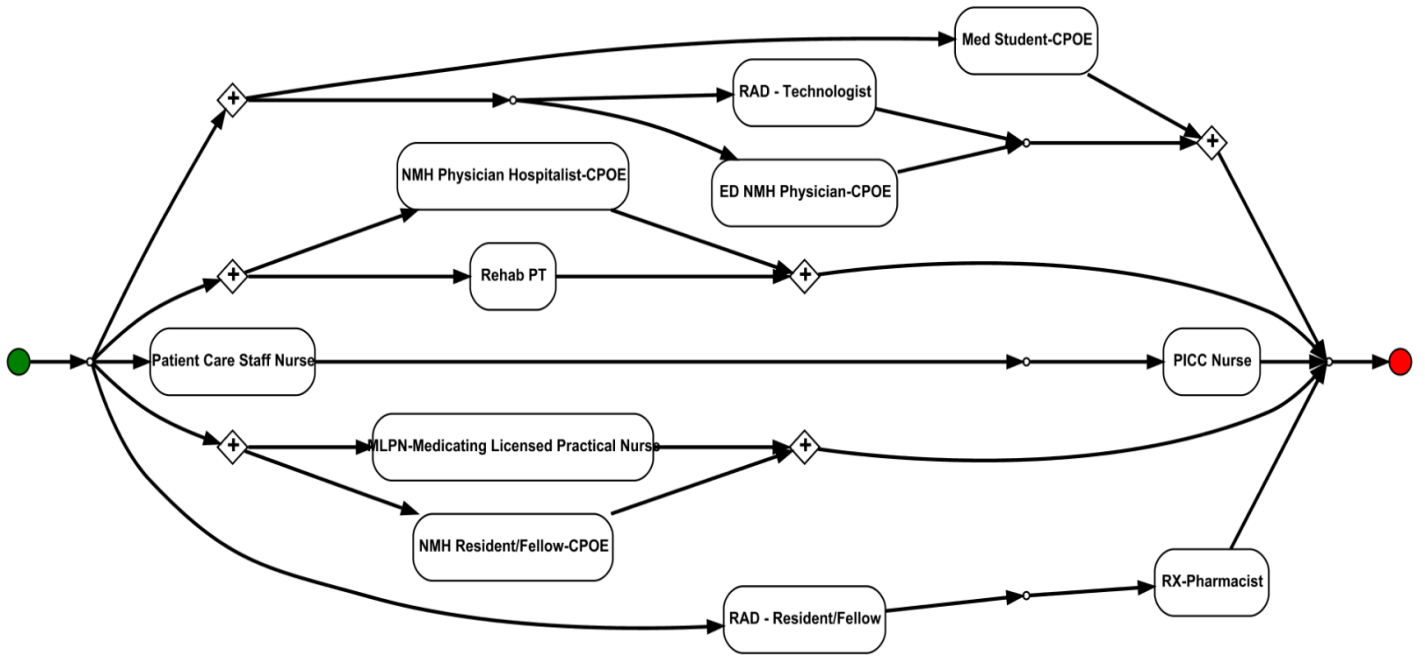 Med Student-CPOE
RAD - Technologist
ED NMH Physician-CPOE
NMH Physician Hospitalist-CPOE
Rehab PT
Patient Care Staff Nurse
PICC Nurse
MLPN-Medicating Licensed Practical Nurse
NMH Resident/Fellow-CPOE
RX-Pharmacist
RAD - Resident/Fellow